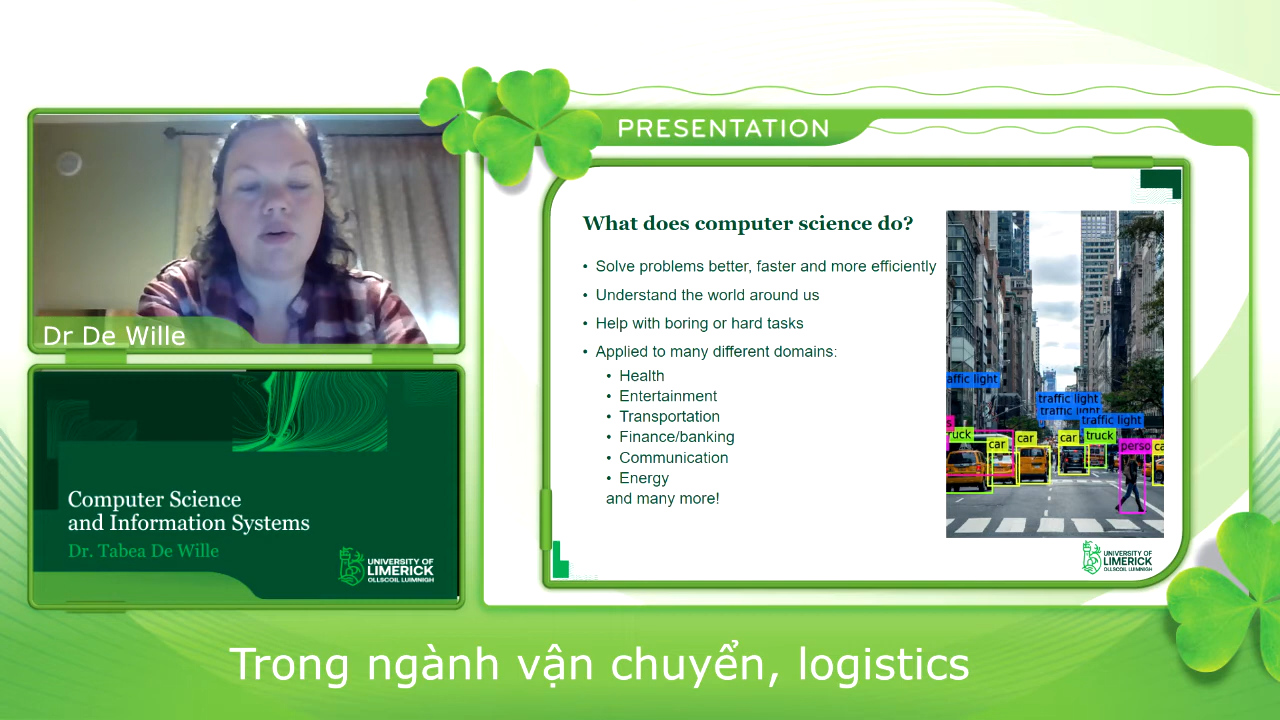 PRESENTATION
Dr De Wille
Computer Science
and Information Systems
Dr. Tabea De Wille
UNIVERSITY OF
LIMERICK
OLLSCOIL LUIMNIGH
What does computer science do?
• Solve problems better, faster and more efficiently
• Understand the world around us
• Help with boring or hard tasks
• Applied to many different domains:
• Health
• Entertainment
• Transportation
• Finance/banking
• Communication
• Energy
and many more!
affic light
traffic light
traffic light
traffic light
s
uck
car
car
car
truck
perso
ca
UNIVERSITY OF
LIMERICK
OLLSCOIL LUIMNIGH
Trong ngành vận chuyển, logistics